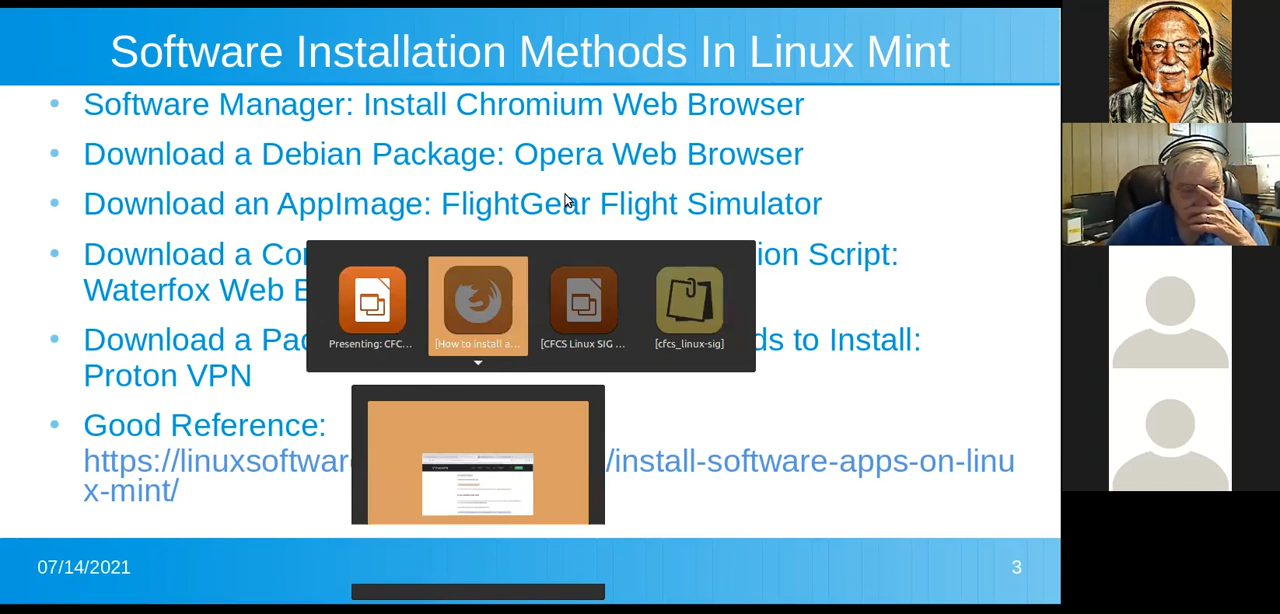 Software Installation Methods In Linux Mint
• Software Manager: Install Chromium Web Browser
• Download a Debian Package: Opera Web Browser
• Download an AppImage: FlightGear Flight Simulator
• Download a Co ion Script:
Waterfox Web
Presenting: CFC...
[How to install a...
[CFCS Linux SIG ...
[cfcs_linux-sig]
• Download a Pa ds to Install:
Proton VPN
• Good Reference:
https://linuxsoftwar /install-software-apps-on-linu
x-mint/
07/14/2021
3